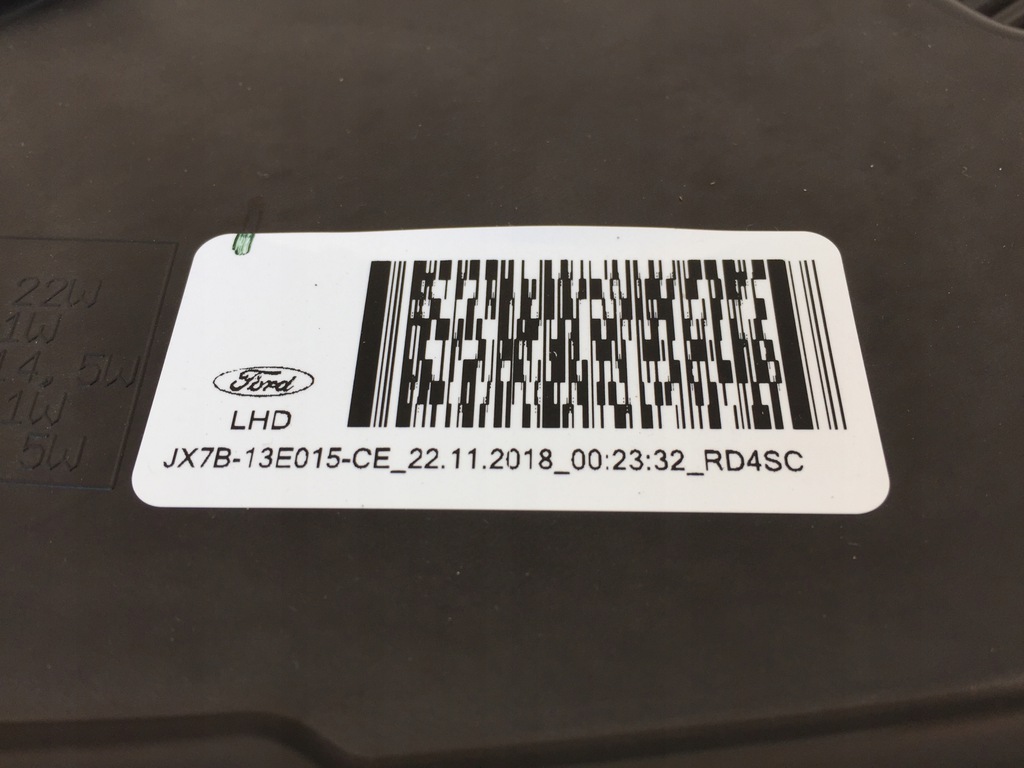 22W
1W
14.5W
1W
5W
Ford
LHD
JX7B-13E015-CE_22.11.2018_00:23:32_RD4SC